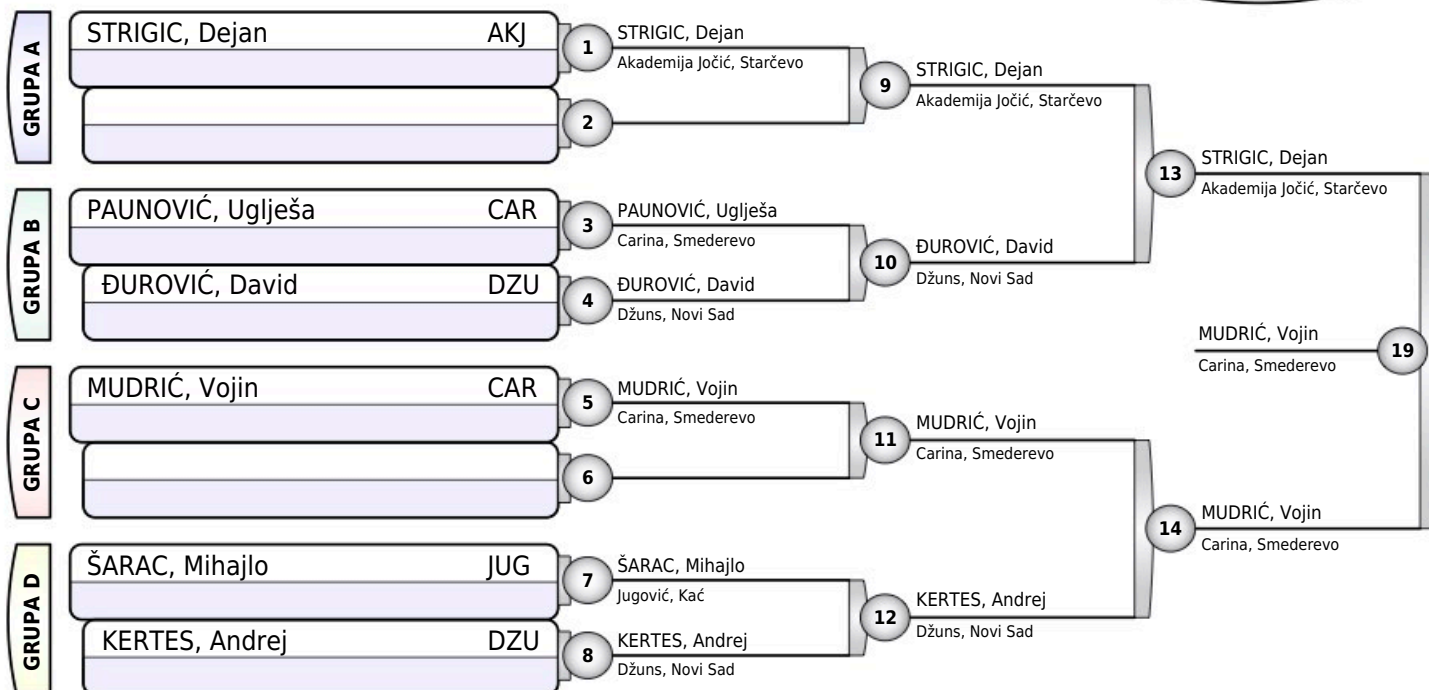 GRUPA A
STRIGIC, Dejan AKJ
1
STRIGIC, Dejan
Akademija Jočić, Starčevo
2
9
STRIGIC, Dejan
Akademija Jočić, Starčevo
GRUPA B
PAUNOVIĆ, Uglješa CAR
3
PAUNOVIĆ, Uglješa
Carina, Smederevo
ĐUROVIĆ, David DZU
4
ĐUROVIĆ, David
Džuns, Novi Sad
10
ĐUROVIĆ, David
Džuns, Novi Sad
13
STRIGIC, Dejan
Akademija Jočić, Starčevo
GRUPA C
MUDRIĆ, Vojin CAR
5
MUDRIĆ, Vojin
Carina, Smederevo
6
11
MUDRIĆ, Vojin
Carina, Smederevo
GRUPA D
ŠARAC, Mihajlo JUG
7
ŠARAC, Mihajlo
Jugović, Kać
KERTES, Andrej DZU
8
KERTES, Andrej
Džuns, Novi Sad
12
KERTES, Andrej
Džuns, Novi Sad
14
MUDRIĆ, Vojin
Carina, Smederevo
MUDRIĆ, Vojin
Carina, Smederevo
19